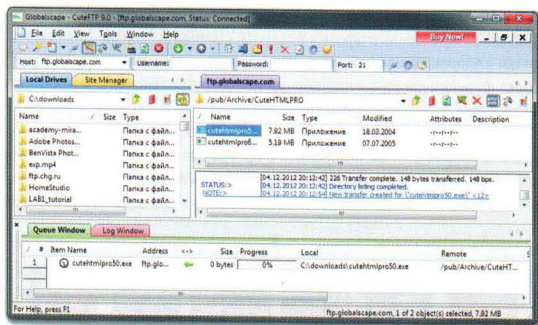 Globalscape - CuteFTP 9.0 - [ftp.globalscape.com, Status: Connected]
File Edit View Tools Window Help
Buy Now!
Host: ftp.globalscape.com Username: Password: Port: 21
Local Drives Site Manager
ftp.globalscape.com
C:\downloads
/pub/Archive/CuteHTMLPRO
Name / Size Type
academy-mira... Папка с файл...
Adobe Photos... Папка с файл...
BenVista Phot... Папка с файл...
exp.mp4 Папка с файл...
ftp.chg.ru Папка с файл...
HomeStudio Папка с файл...
LAB1_tutorial Папка с файл...
/ Name Size Type Modified Attributes Description
cutehtmlpro5... 7.92 MB Приложение 18.03.2004 -r--r--r--
cutehtmlpro6... 5.19 MB Приложение 07.07.2005 -r--r--r--
[04.12.2012 20:12:42] 226 Transfer complete. 148 bytes transferred. 148 bps.
STATUS:> [04.12.2012 20:12:42] Directory listing completed.
NOTE:> [04.12.2012 20:12:54] New transfer created for \"cutehtmlpro50.exe\" <12>
Queue Window Log Window
/ # Item Name Address <-> Size Progress Local Remote S
1 cutehtmlpro50.exe ftp.glo... 0 bytes 0% C:\downloads\cutehtmlpro50.exe /pub/Archive/CuteHT...
For Help, press F1
ftp.globalscape.com, 1 of 2 object(s) selected, 7.92 MB